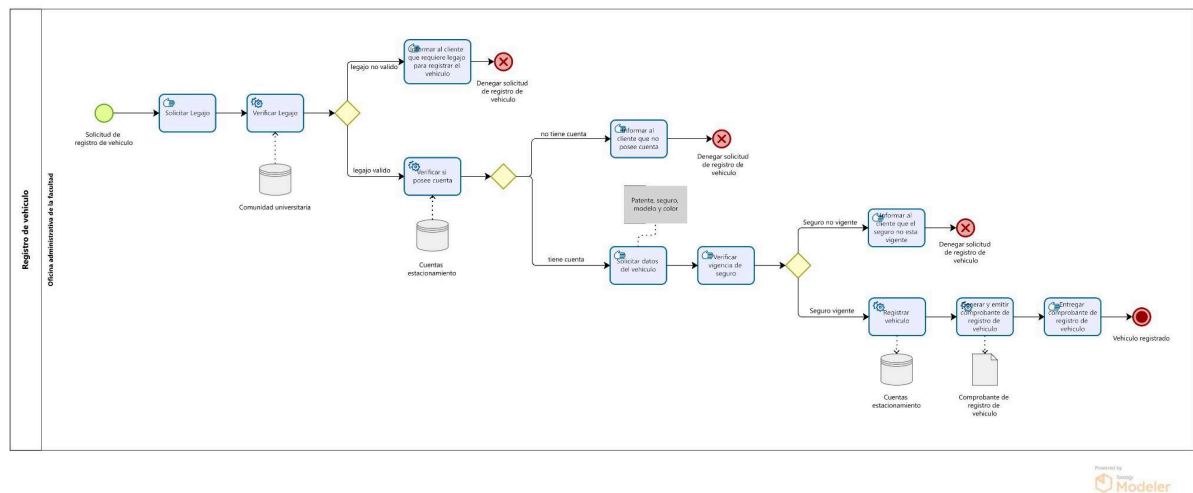 Registro de vehiculo
Oficina administrativa de la facultad
Solicitud de
registro de vehiculo
Solicitar Legajo
Verificar Legajo
Comunidad universitaria
legajo no valido
Informar al cliente
que requiere legajo
para registrar el
vehiculo
Denegar solicitud
de registro de
vehiculo
legajo valido
Verificar si
posee cuenta
Cuentas
estacionamiento
no tiene cuenta
Informar al
cliente que no
posee cuenta
Denegar solicitud
de registro de
vehiculo
Patente, seguro,
modelo y color
tiene cuenta
Solicitar datos
del vehiculo
Verificar
vigencia de
seguro
Seguro no vigente
Informar al
cliente que el
seguro no esta
vigente
Denegar solicitud
de registro de
vehiculo
Seguro vigente
Registrar
vehiculo
Cuentas
estacionamiento
Generar y emitir
comprobante de
registro de
vehiculo
Comprobante de
registro de
vehiculo
Entregar
comprobante de
registro de
vehiculo
Vehiculo registrado
Powered by
Modeler